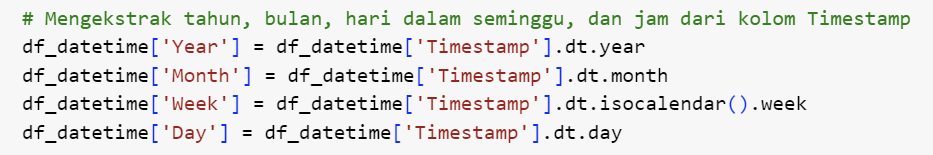 # Mengekstrak tahun, bulan, hari dalam seminggu, dan jam dari kolom Timestamp
df_datetime['Year'] = df_datetime['Timestamp'].dt.year
df_datetime['Month'] = df_datetime['Timestamp'].dt.month
df_datetime['Week'] = df_datetime['Timestamp'].dt.isocalendar().week
df_datetime['Day'] = df_datetime['Timestamp'].dt.day